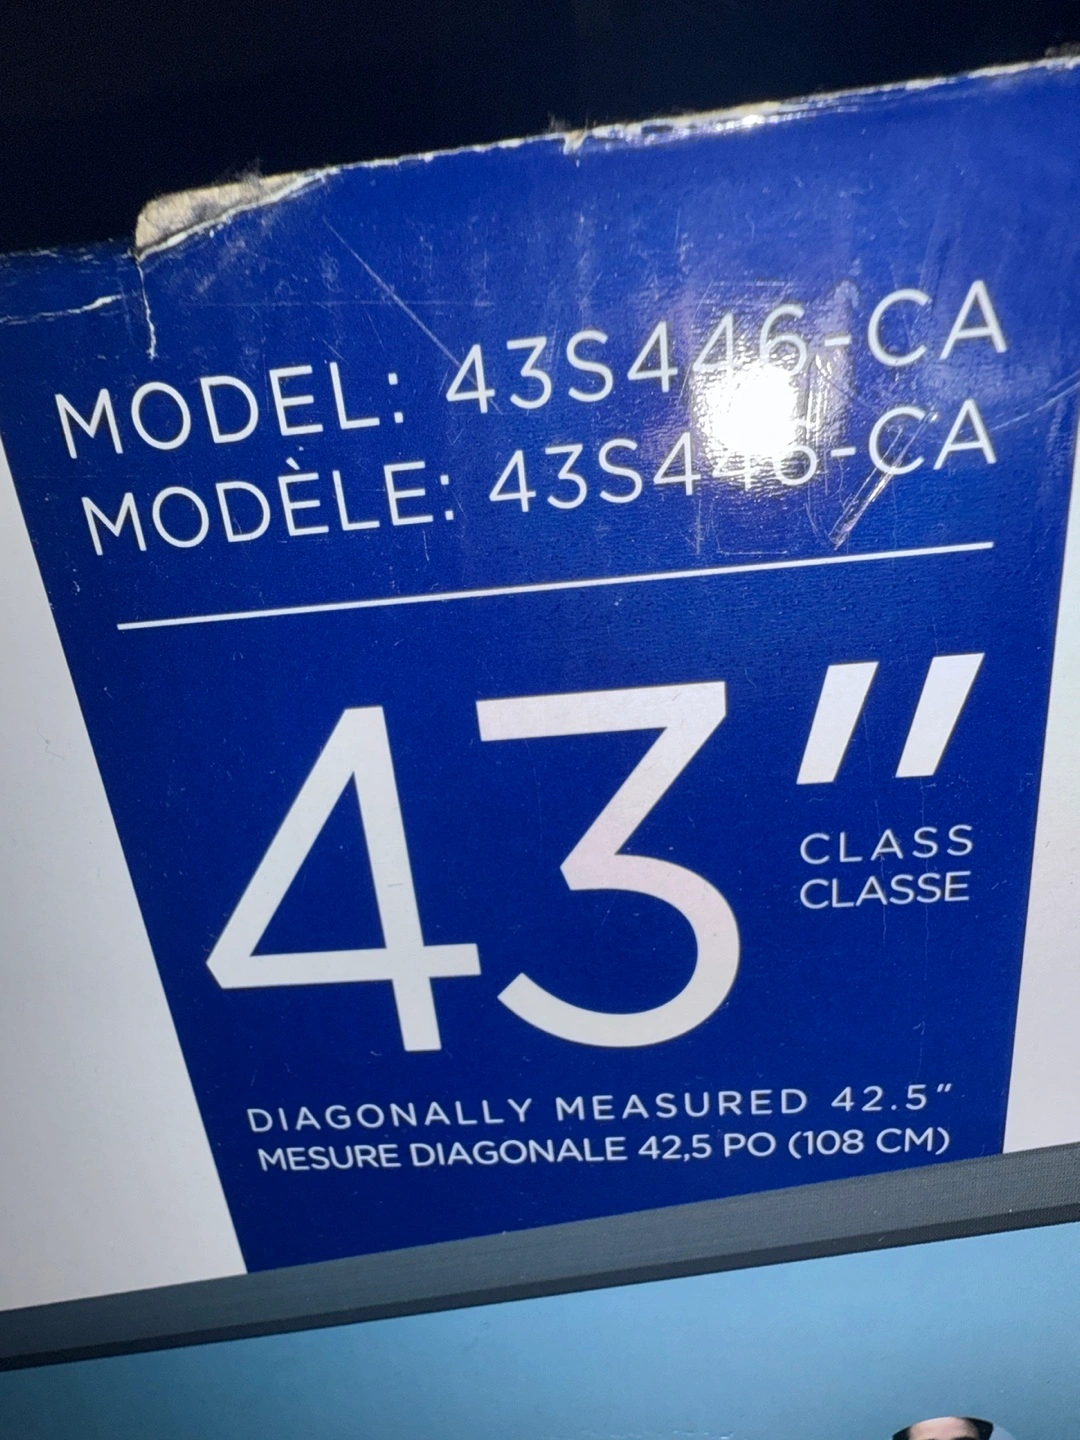 MODEL: 43S446-CA
MODÈLE: 43S446-CA
43"
CLASS
CLASSE
DIAGONALLY MEASURED 42.5"
MESURE DIAGONALE 42,5 PO (108 CM)